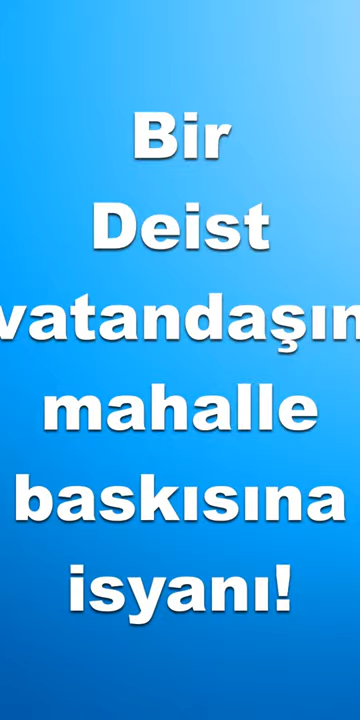 Bir
Deist
vatandaşın
mahalle
baskısına
isyanı!